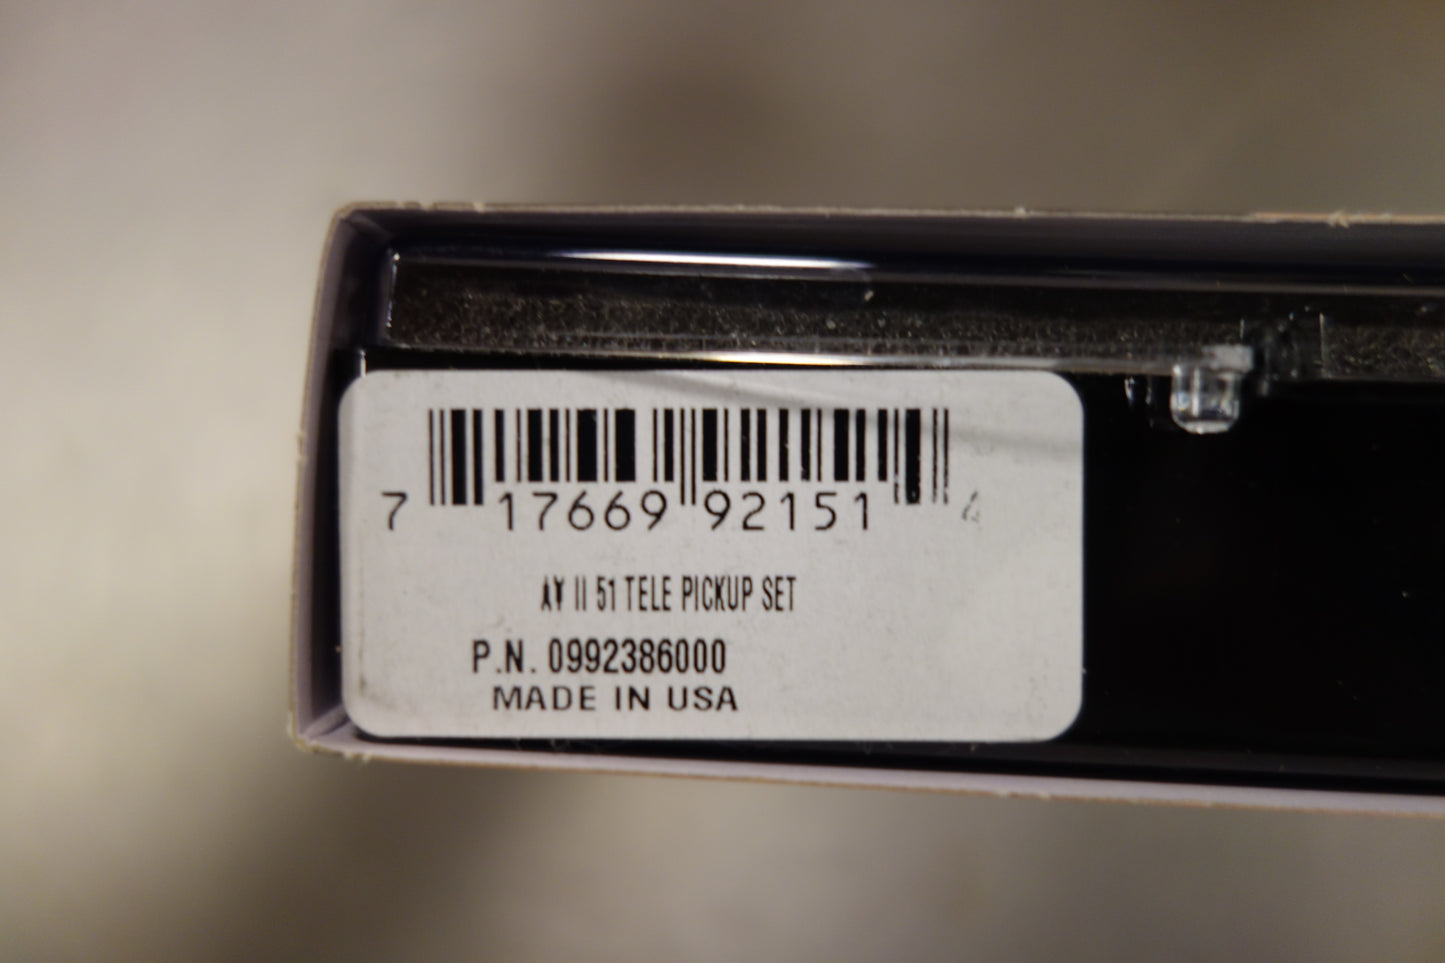 7 17669 92151 4
AV II 51 TELE PICKUP SET
P.N. 0992386000
MADE IN USA